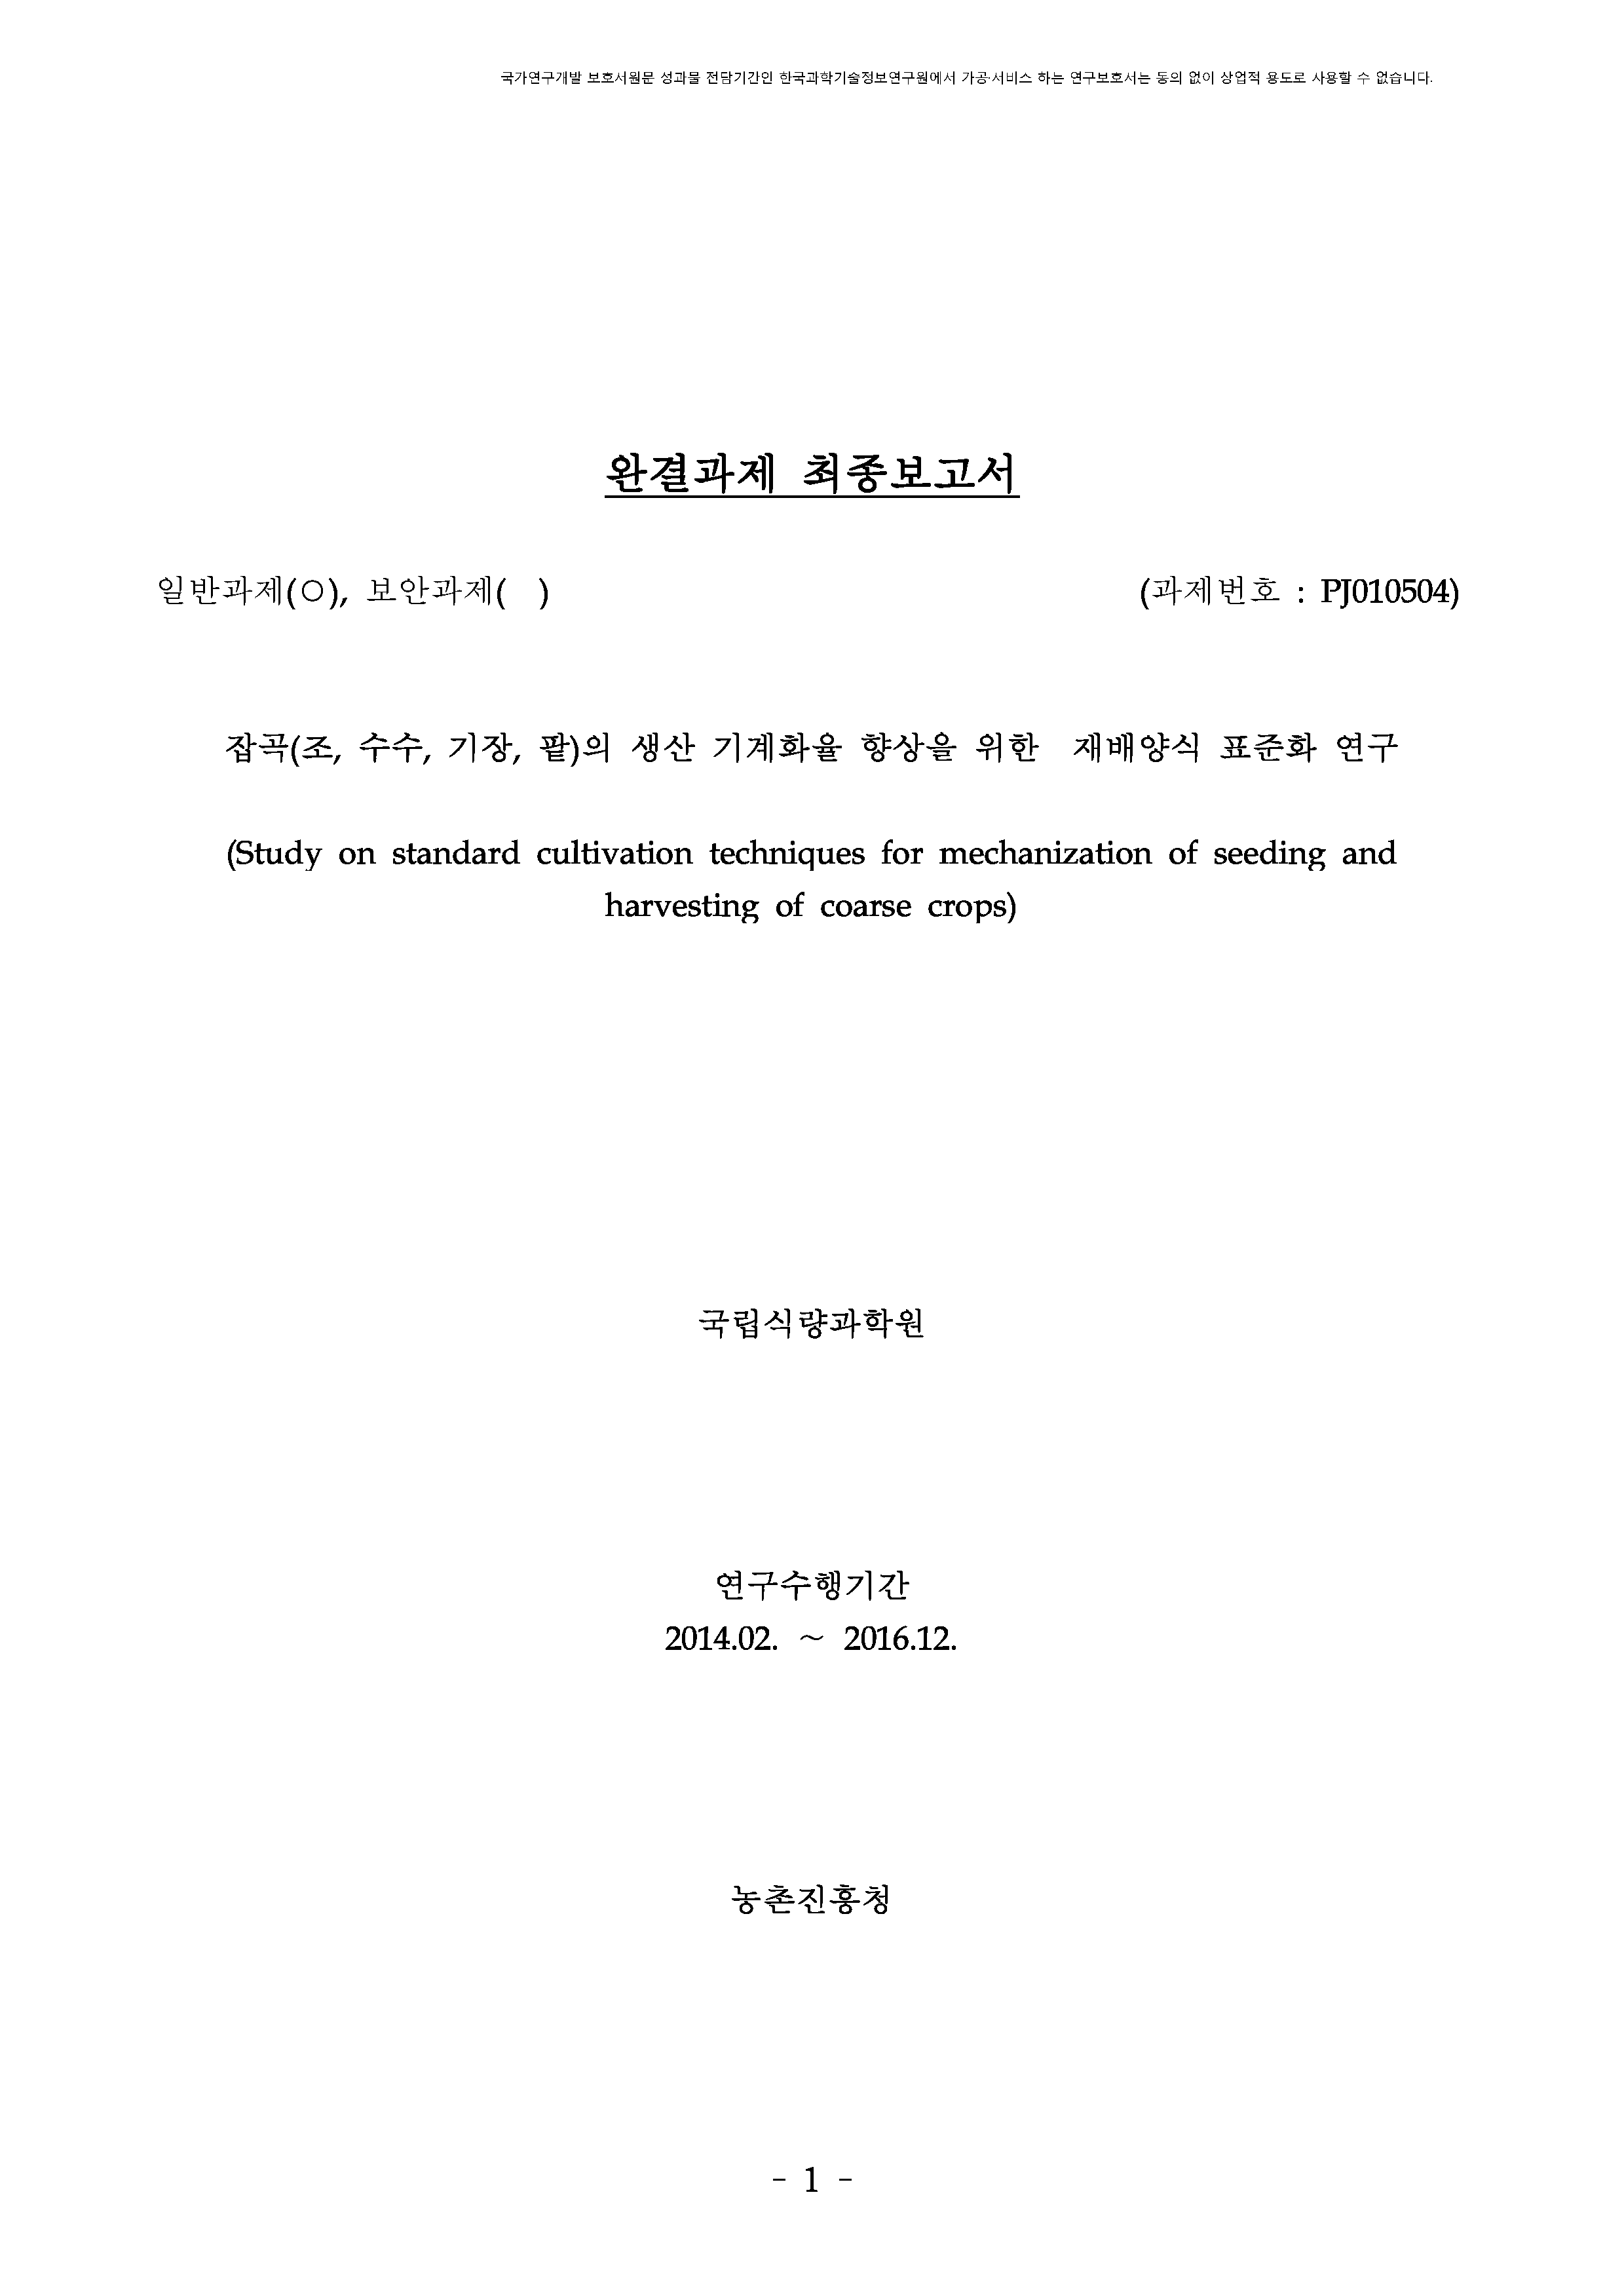 국가연구개발 보호서원문 성과물 전담기간인 한국과학기술정보연구원에서 가공·서비스 하는 연구보호서는 동의 없이 상업적 용도로 사용할 수 없습니다.
완결과제 최종보고서
일반과제(○), 보안과제( ) (과제번호 : PJ010504)
잡곡(조, 수수, 기장, 팥)의 생산 기계화율 향상을 위한 재배양식 표준화 연구
(Study on standard cultivation techniques for mechanization of seeding and
harvesting of coarse crops)
국립식량과학원
연구수행기간
2014.02. ~ 2016.12.
농촌진흥청
- 1 -